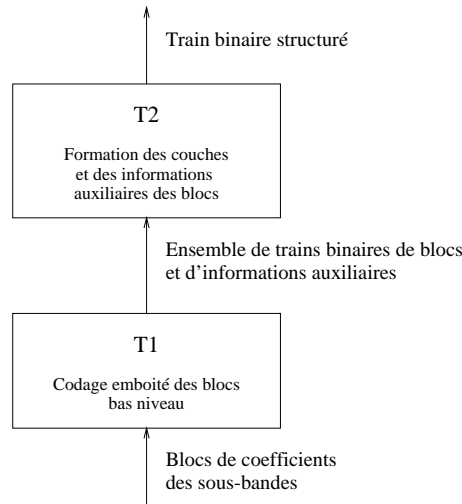 Train binaire structuré
T2
Formation des couches
et des informations
auxiliaires des blocs
Ensemble de trains binaires de blocs
et d'informations auxiliaires
T1
Codage emboité des blocs
bas niveau
Blocs de coefficients
des sous-bandes